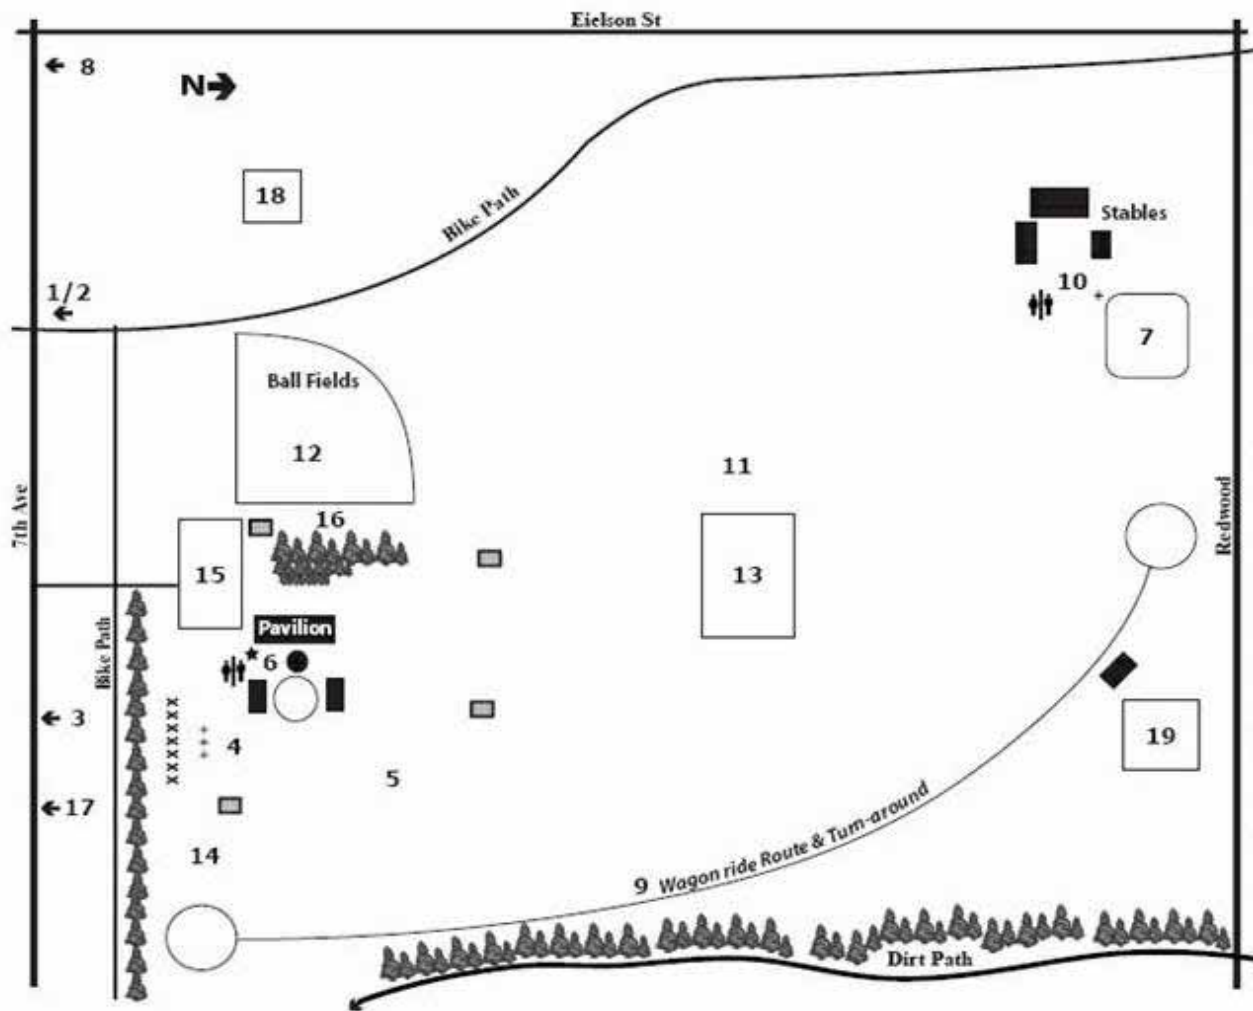 Eielson St
8
N
18
Bike Path
Stables
1/2
10
7
Ball Fields
12
11
7th Ave
Redwood
16
15
13
Pavilion
Bike Path
6
3
XXXXXXX
4
19
5
17
14
9 Wagon ride Route & Turn-around
Dirt Path